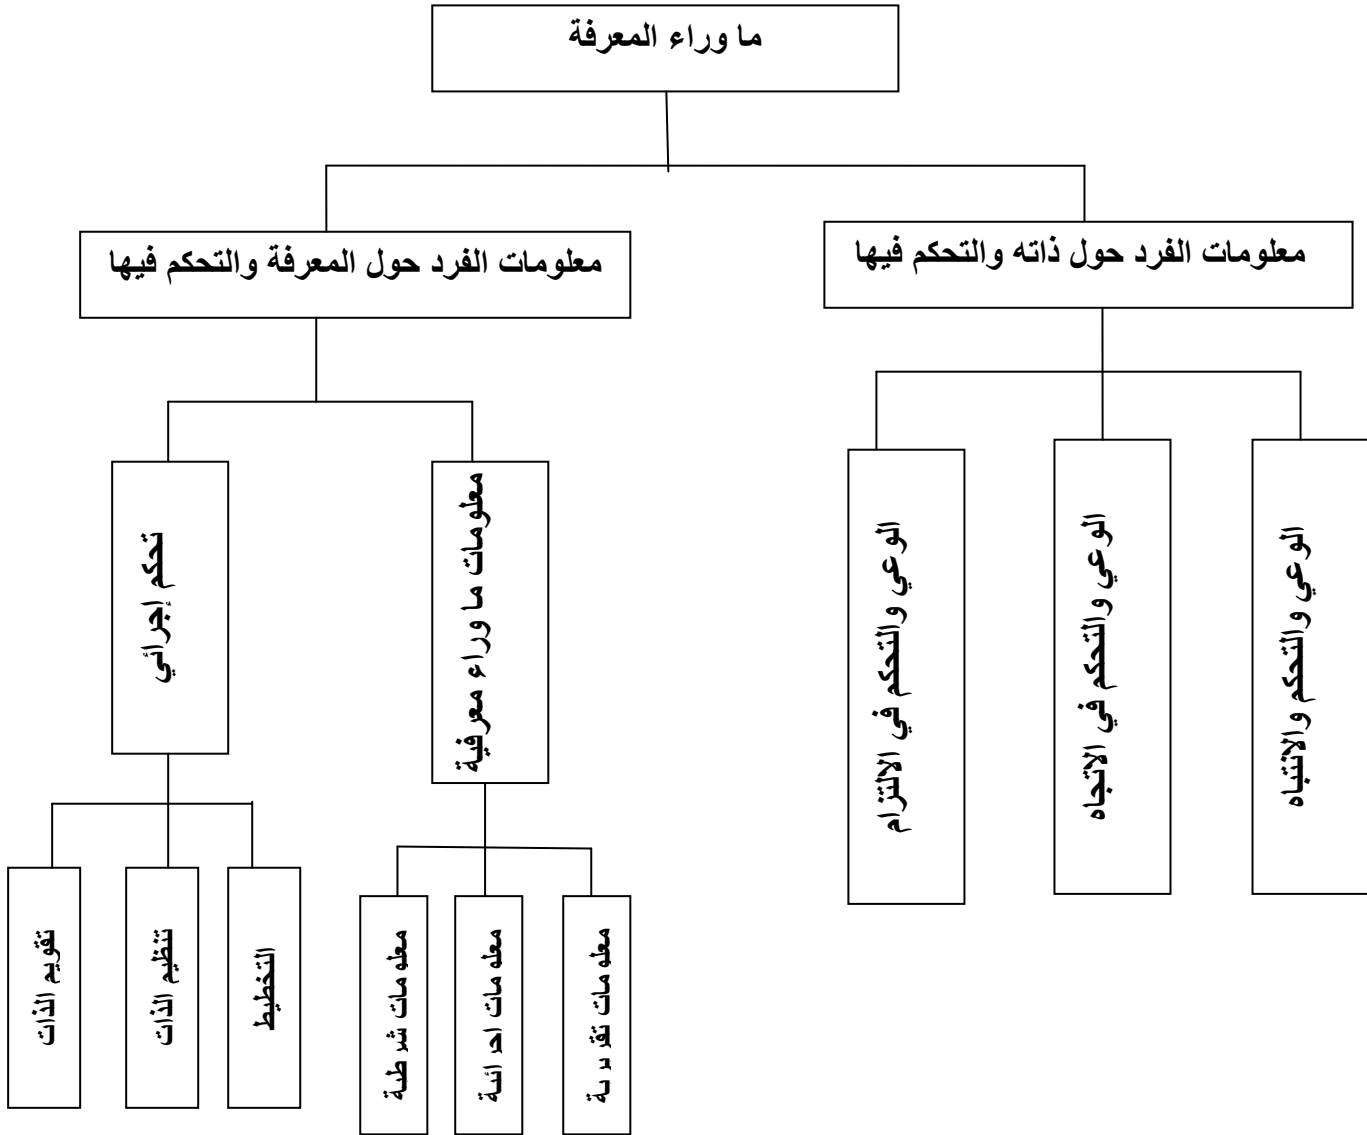 ما وراء المعرفة
معلومات الفرد حول ذاته والتحكم فيها
معلومات الفرد حول المعرفة والتحكم فيها
الوعي والتحكم والانتباه
الوعي والتحكم في الاتجاه
الوعي والتحكم في الالتزام
معلومات ما وراء معرفية
تحكم إجرائي
معلومات تقريرية
معلومات اجرائية
معلومات شرطية
التخطيط
تنظيم الذات
تقويم الذات